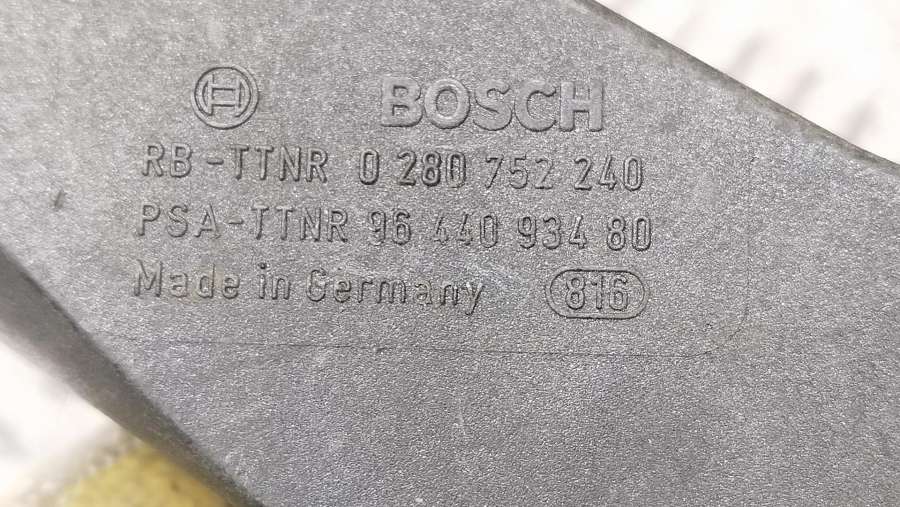 BOSCH
RB-TTNR 0 280 752 240
PSA-TTNR 96 440 934 80
Made in Germany 816